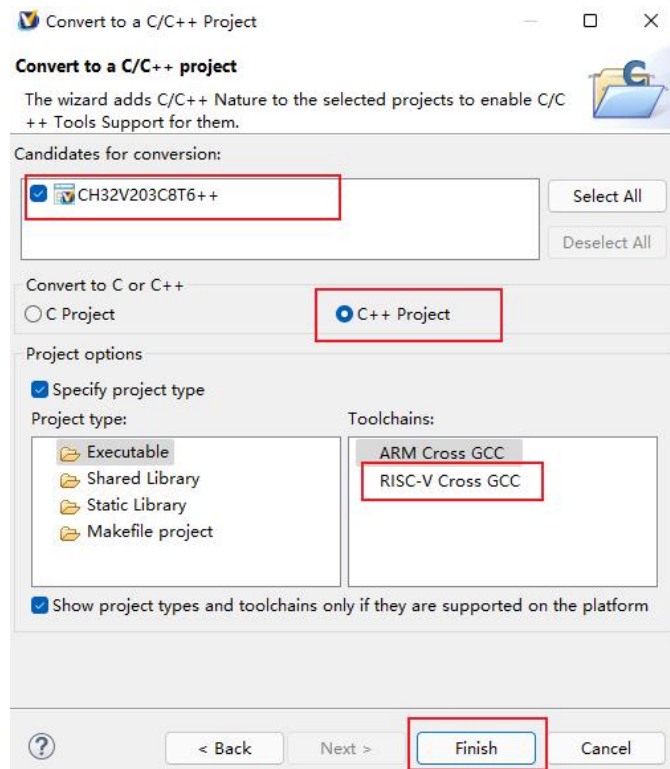 Convert to a C/C++ Project
Convert to a C/C++ project
The wizard adds C/C++ Nature to the selected projects to enable C/C
++ Tools Support for them.
Candidates for conversion:
CH32V203C8T6++
Select All
Deselect All
Convert to C or C++
C Project
C++ Project
Project options
Specify project type
Project type:
Toolchains:
Executable
Shared Library
Static Library
Makefile project
ARM Cross GCC
RISC-V Cross GCC
Show project types and toolchains only if they are supported on the platform
?
< Back
Next >
Finish
Cancel